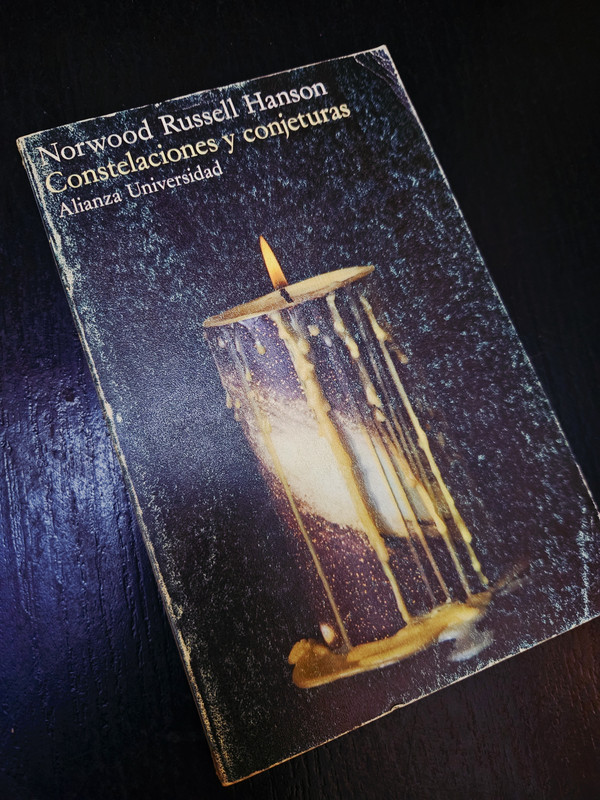 Norwood Russell Hanson
Constelaciones y conjeturas
Alianza Universidad